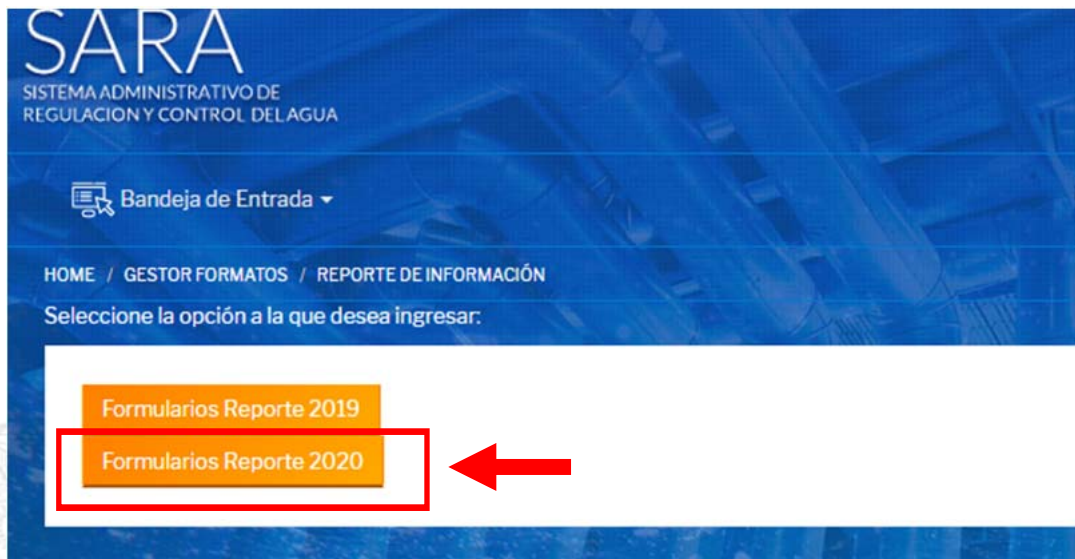 SARA
SISTEMA ADMINISTRATIVO DE
REGULACION Y CONTROL DEL AGUA
Bandeja de Entrada
HOME / GESTOR FORMATOS / REPORTE DE INFORMACIÓN
Seleccione la opción a la que desea ingresar:
Formularios Reporte 2019
Formularios Reporte 2020